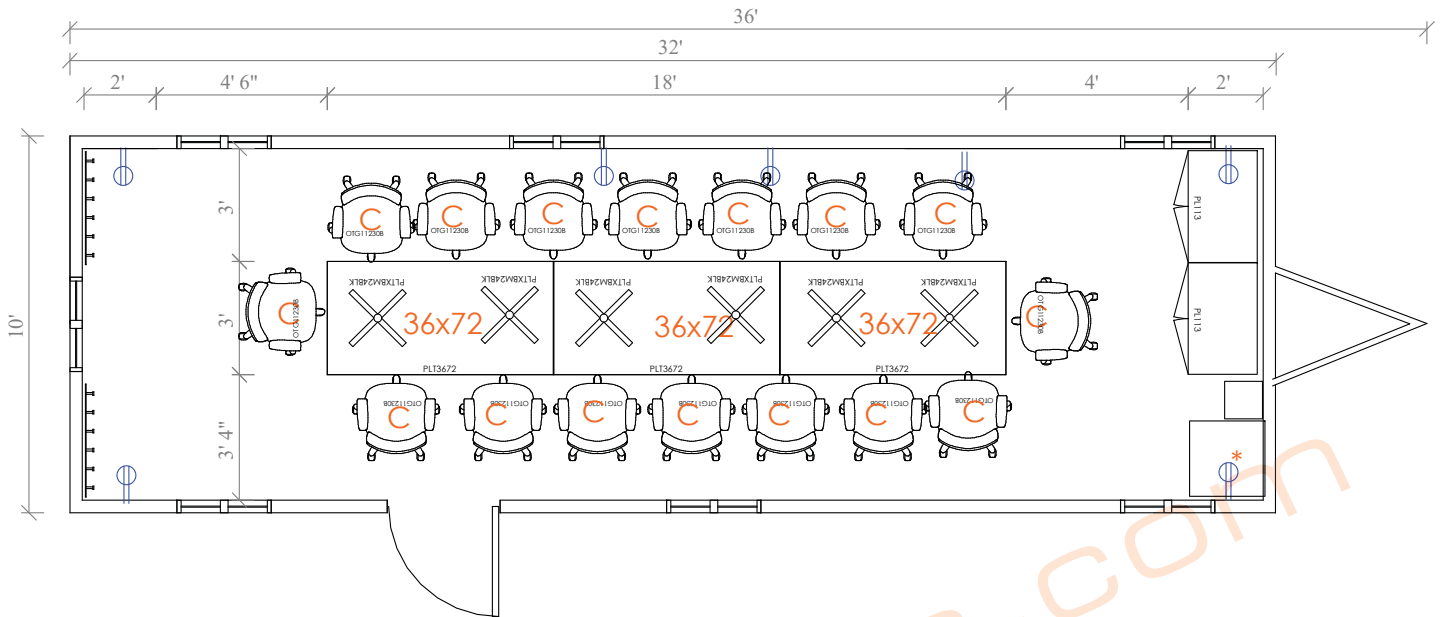 36'
32'
2' 4' 6" 18' 4' 2'
10'
3'
3'
3' 4"
C C C C C C C
OTG11230B OTG11230B OTG11230B OTG11230B OTG11230B OTG11230B OTG11230B
PL113
PLTXBM24BLK PLTXBM24BLK PLTXBM24BLK PLTXBM24BLK PLTXBM24BLK PLTXBM24BLK
C OTG11230B
36x72 36x72 36x72
C OTG11230B
PL113
PLT3672 PLT3672 PLT3672
OTG11230B OTG11230B OTG11230B OTG11230B OTG11230B OTG11230B OTG11230B
C C C C C C C
*
com